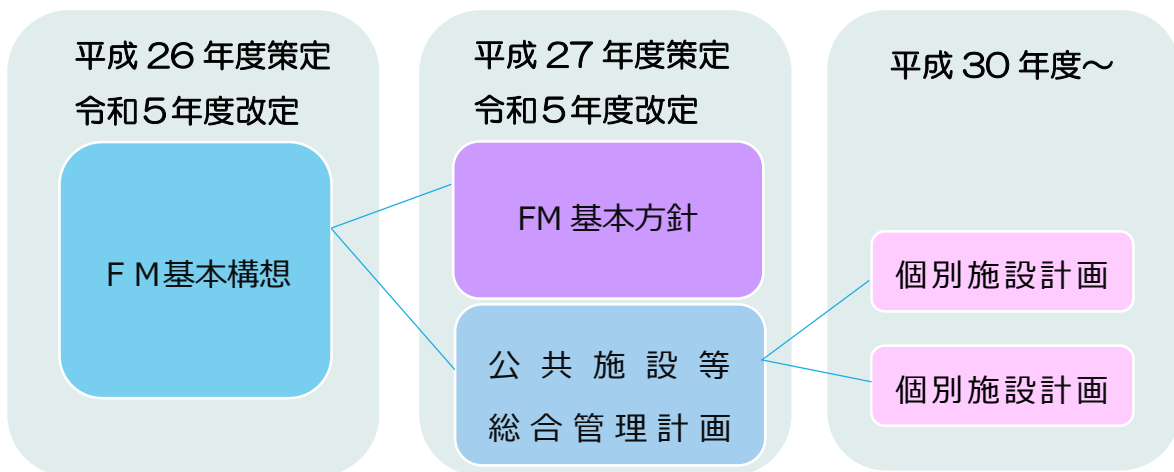 平成 26 年度策定
令和５年度改定
ＦＭ基本構想
平成 27 年度策定
令和５年度改定
FM 基本方針
公共施設等
総合管理計画
平成 30 年度～
個別施設計画
個別施設計画